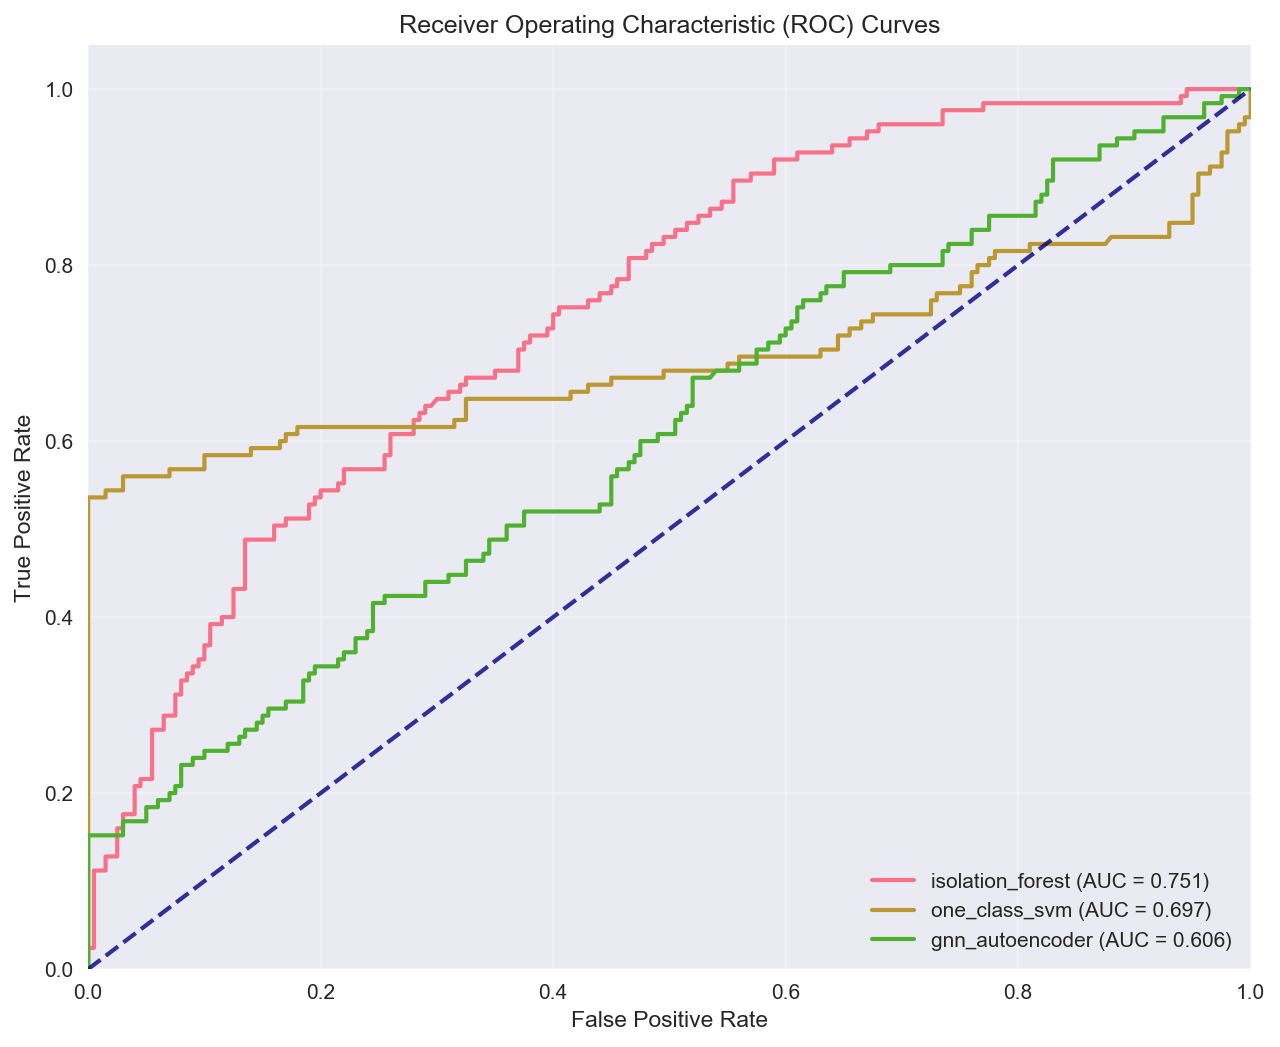 Receiver Operating Characteristic (ROC) Curves
1.0
0.8
0.6
0.4
0.2
0.0
True Positive Rate
isolation_forest (AUC = 0.751)
one_class_svm (AUC = 0.697)
gnn_autoencoder (AUC = 0.606)
0.0 0.2 0.4 0.6 0.8 1.0
False Positive Rate